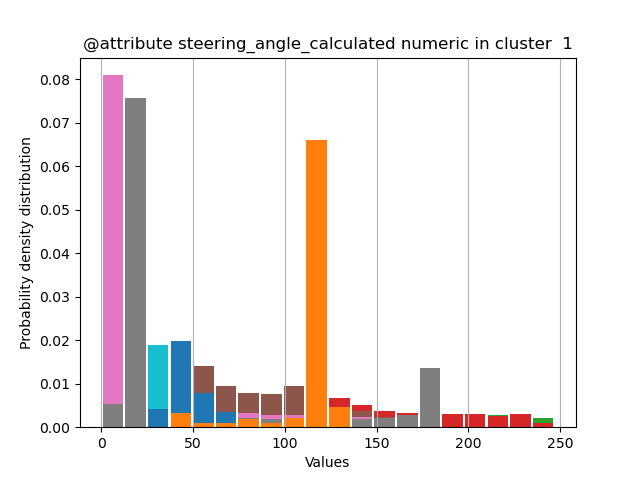 @attribute steering_angle_calculated numeric in cluster  1
0.08
0.07
0.06
0.05
0.04
0.03
0.02
0.01
0.00
Probability density distribution
0 50 100 150 200 250
Values